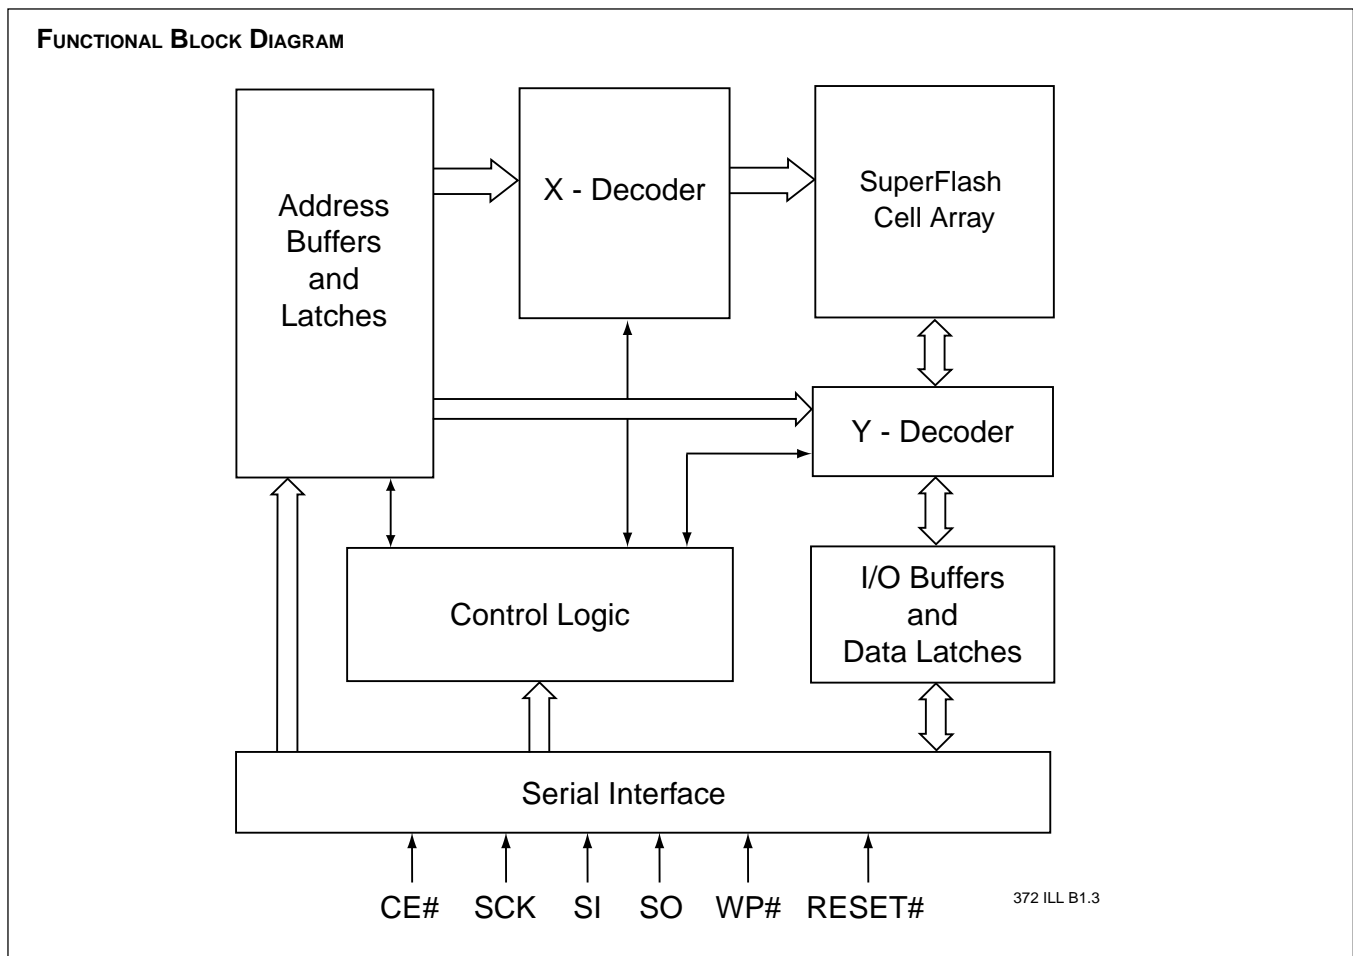 FUNCTIONAL BLOCK DIAGRAM
Address
Buffers
and
Latches
X - Decoder
SuperFlash
Cell Array
Y - Decoder
Control Logic
I/O Buffers
and
Data Latches
Serial Interface
CE# SCK SI SO WP# RESET#
372 ILL B1.3